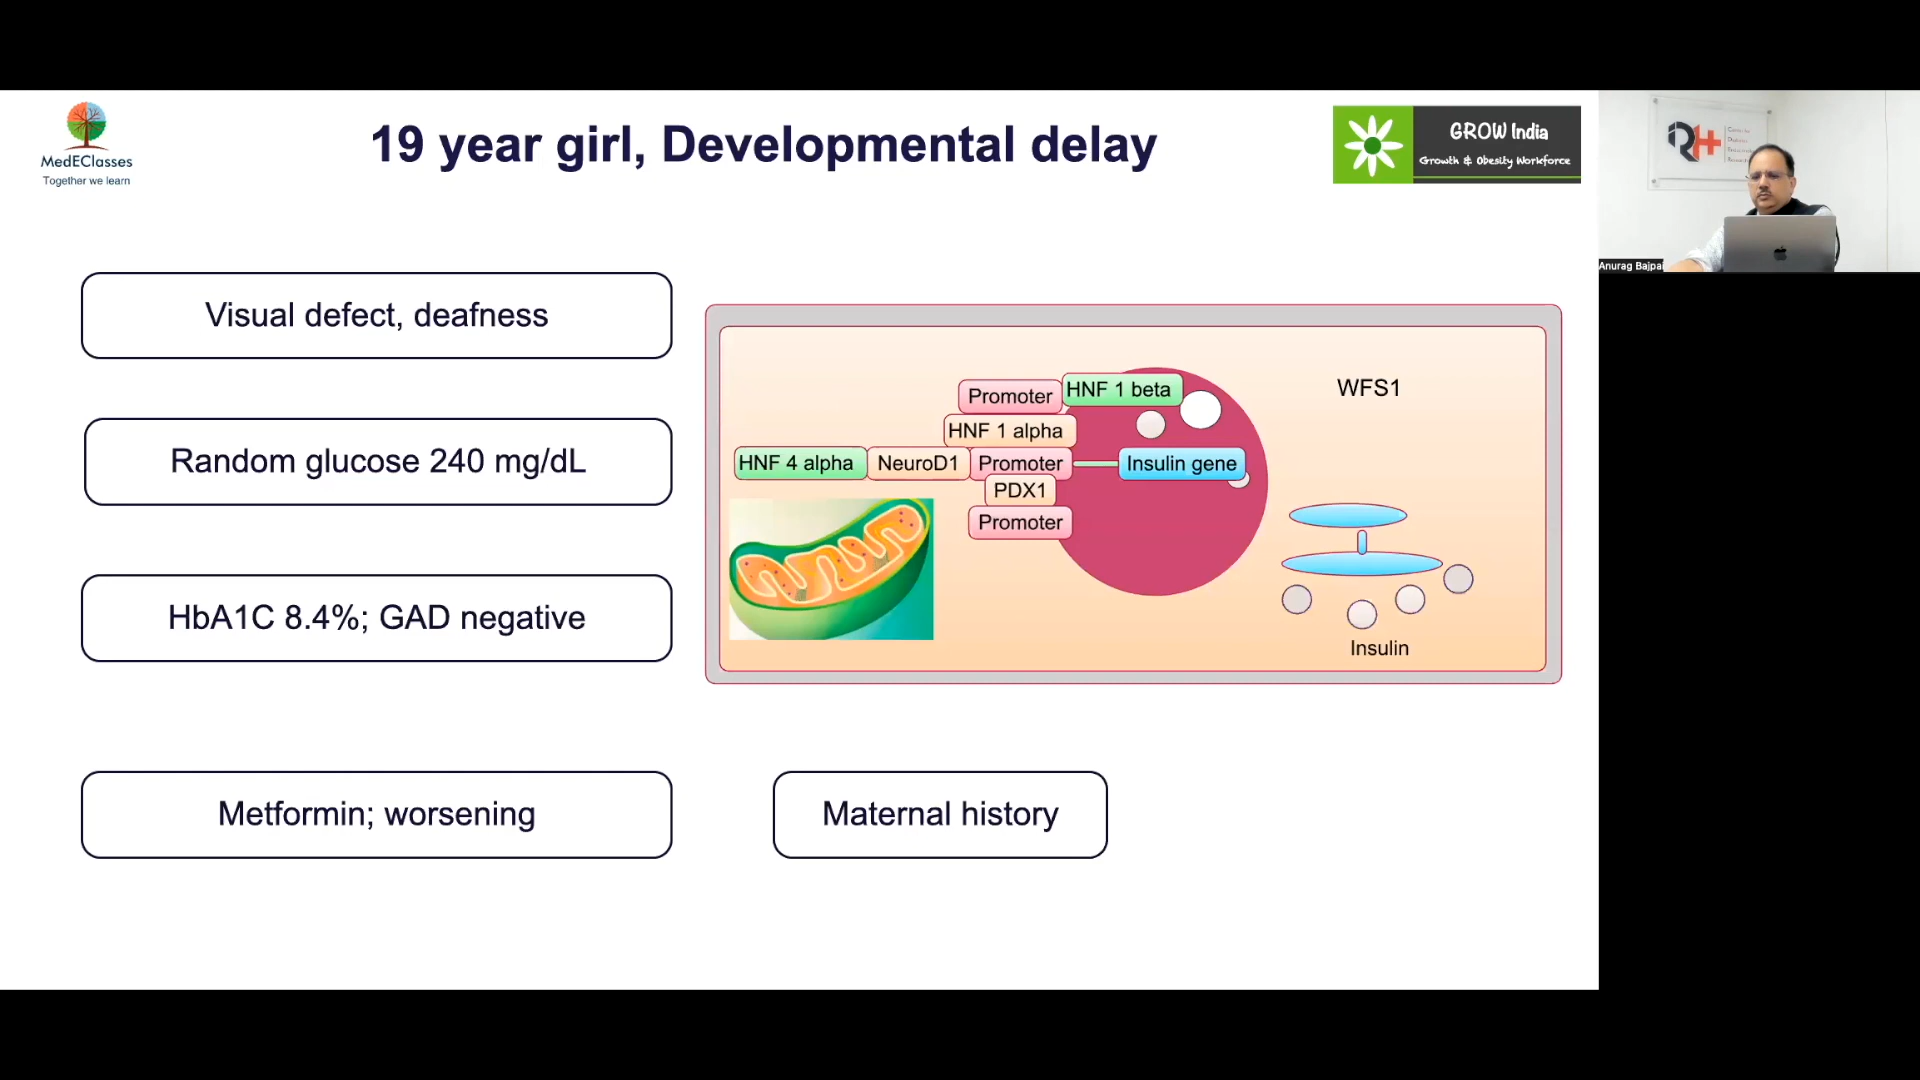 MedEClasses
Together we learn
19 year girl, Developmental delay
GROW India
Growth & Obesity Workforce
Anurag Bajpai
Visual defect, deafness
Random glucose 240 mg/dL
HbA1C 8.4%; GAD negative
Metformin; worsening
Promoter
HNF 1 beta
WFS1
HNF 1 alpha
HNF 4 alpha
NeuroD1
Promoter
Insulin gene
PDX1
Promoter
Insulin
Maternal history